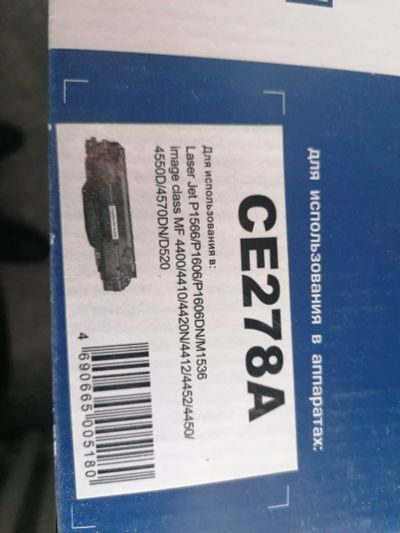 для использования в аппаратах:
CE278A
Для использования в:
Laser Jet P1566/P1606/P1606DN/M1536
image class MF 4400/4410/4420N/4412/4452/4450/
4550D/4570DN/D520 .
4 690665 005180